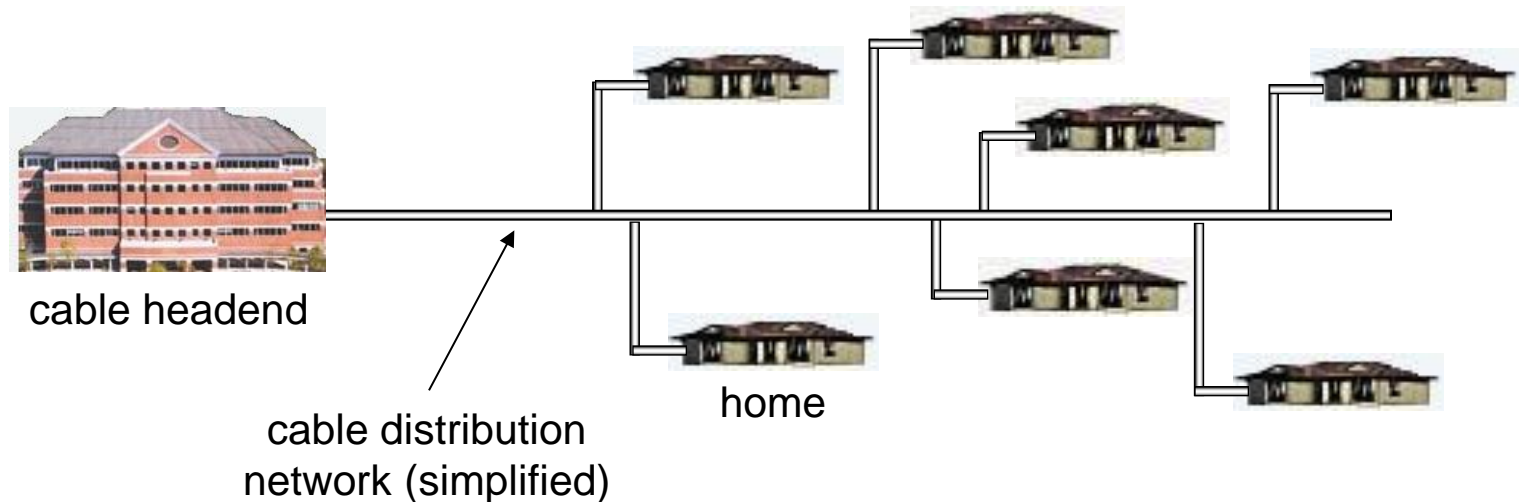 cable headend
home
cable distribution
network (simplified)